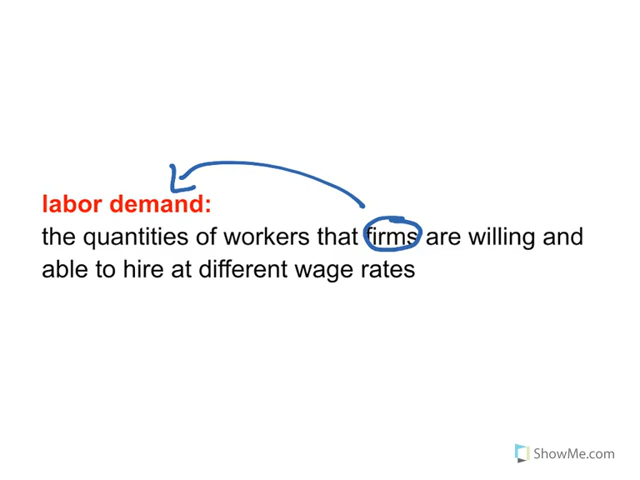 labor demand:
the quantities of workers that firms are willing and
able to hire at different wage rates
ShowMe.com